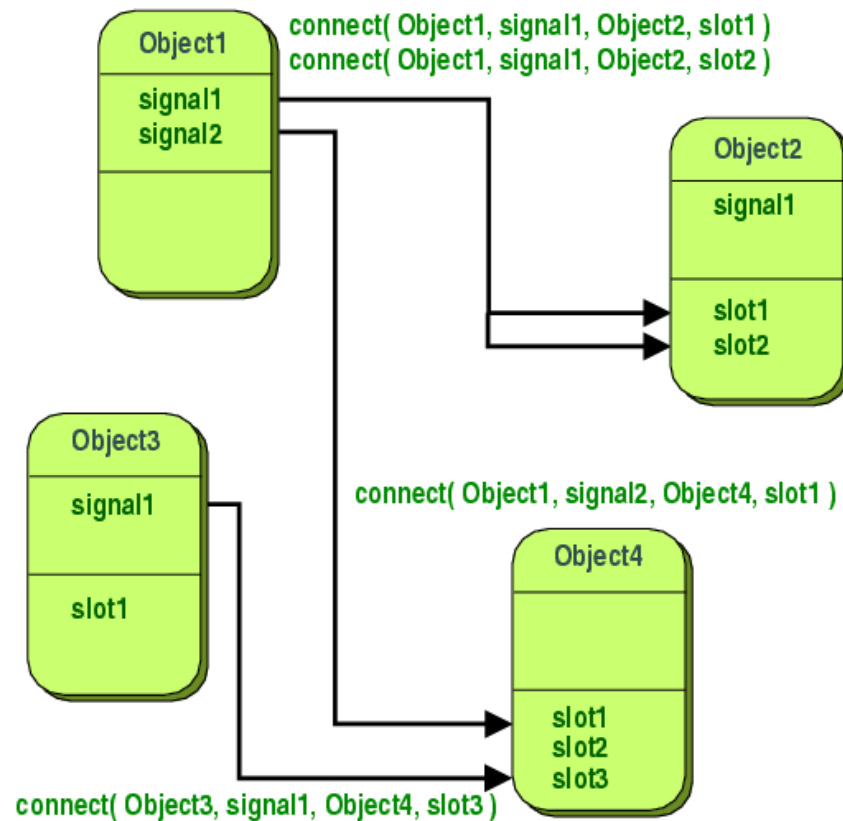 Object1
signal1
signal2
connect( Object1, signal1, Object2, slot1 )
connect( Object1, signal1, Object2, slot2 )
Object2
signal1
slot1
slot2
Object3
signal1
slot1
connect( Object1, signal2, Object4, slot1 )
Object4
slot1
slot2
slot3
connect( Object3, signal1, Object4, slot3 )